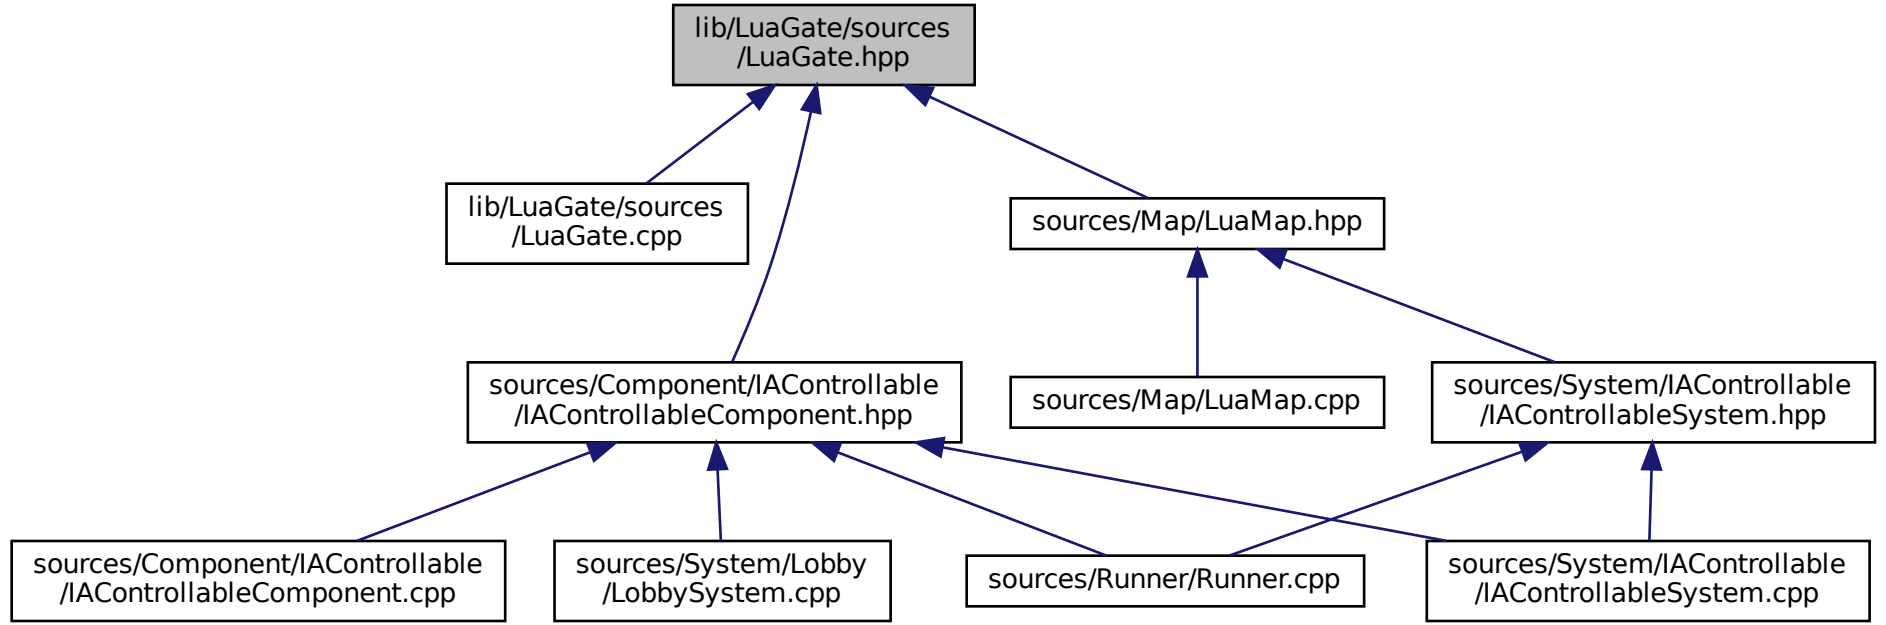 lib/LuaGate/sources
/LuaGate.hpp
lib/LuaGate/sources
/LuaGate.cpp
sources/Map/LuaMap.hpp
sources/Component/IAControllable
/IAControllableComponent.hpp
sources/Map/LuaMap.cpp
sources/System/IAControllable
/IAControllableSystem.hpp
sources/Component/IAControllable
/IAControllableComponent.cpp
sources/System/Lobby
/LobbySystem.cpp
sources/Runner/Runner.cpp
sources/System/IAControllable
/IAControllableSystem.cpp